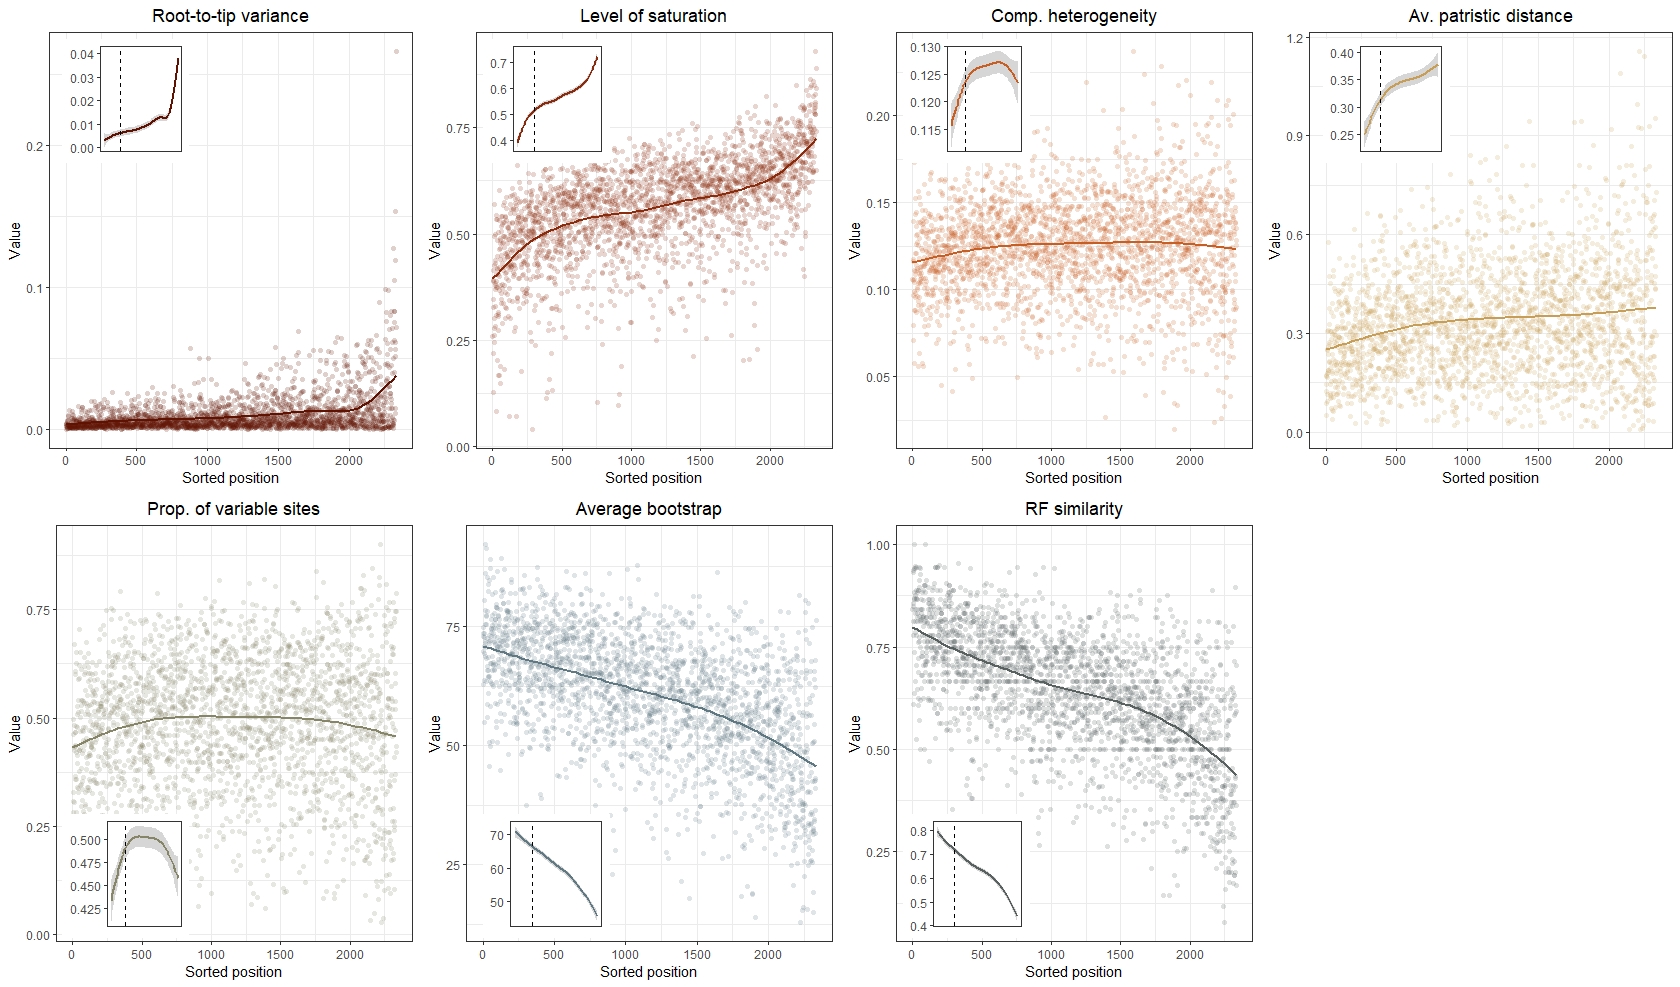 Root-to-tip variance
Value
0.2
0.1
0.0
0.04
0.03
0.02
0.01
0.00
0 500 1000 1500 2000
Sorted position
Level of saturation
Value
0.75
0.50
0.25
0.00
0.7
0.6
0.5
0.4
0 500 1000 1500 2000
Sorted position
Comp. heterogeneity
Value
0.20
0.15
0.10
0.05
0.130
0.125
0.120
0.115
0 500 1000 1500 2000
Sorted position
Av. patristic distance
Value
1.2
0.9
0.6
0.3
0.0
0.40
0.35
0.30
0.25
0 500 1000 1500 2000
Sorted position
Prop. of variable sites
Value
0.75
0.50
0.25
0.00
0.500
0.475
0.450
0.425
0 500 1000 1500 2000
Sorted position
Average bootstrap
Value
75
50
25
70
60
50
0 500 1000 1500 2000
Sorted position
RF similarity
Value
1.00
0.75
0.50
0.25
0.8
0.7
0.6
0.5
0.4
0 500 1000 1500 2000
Sorted position